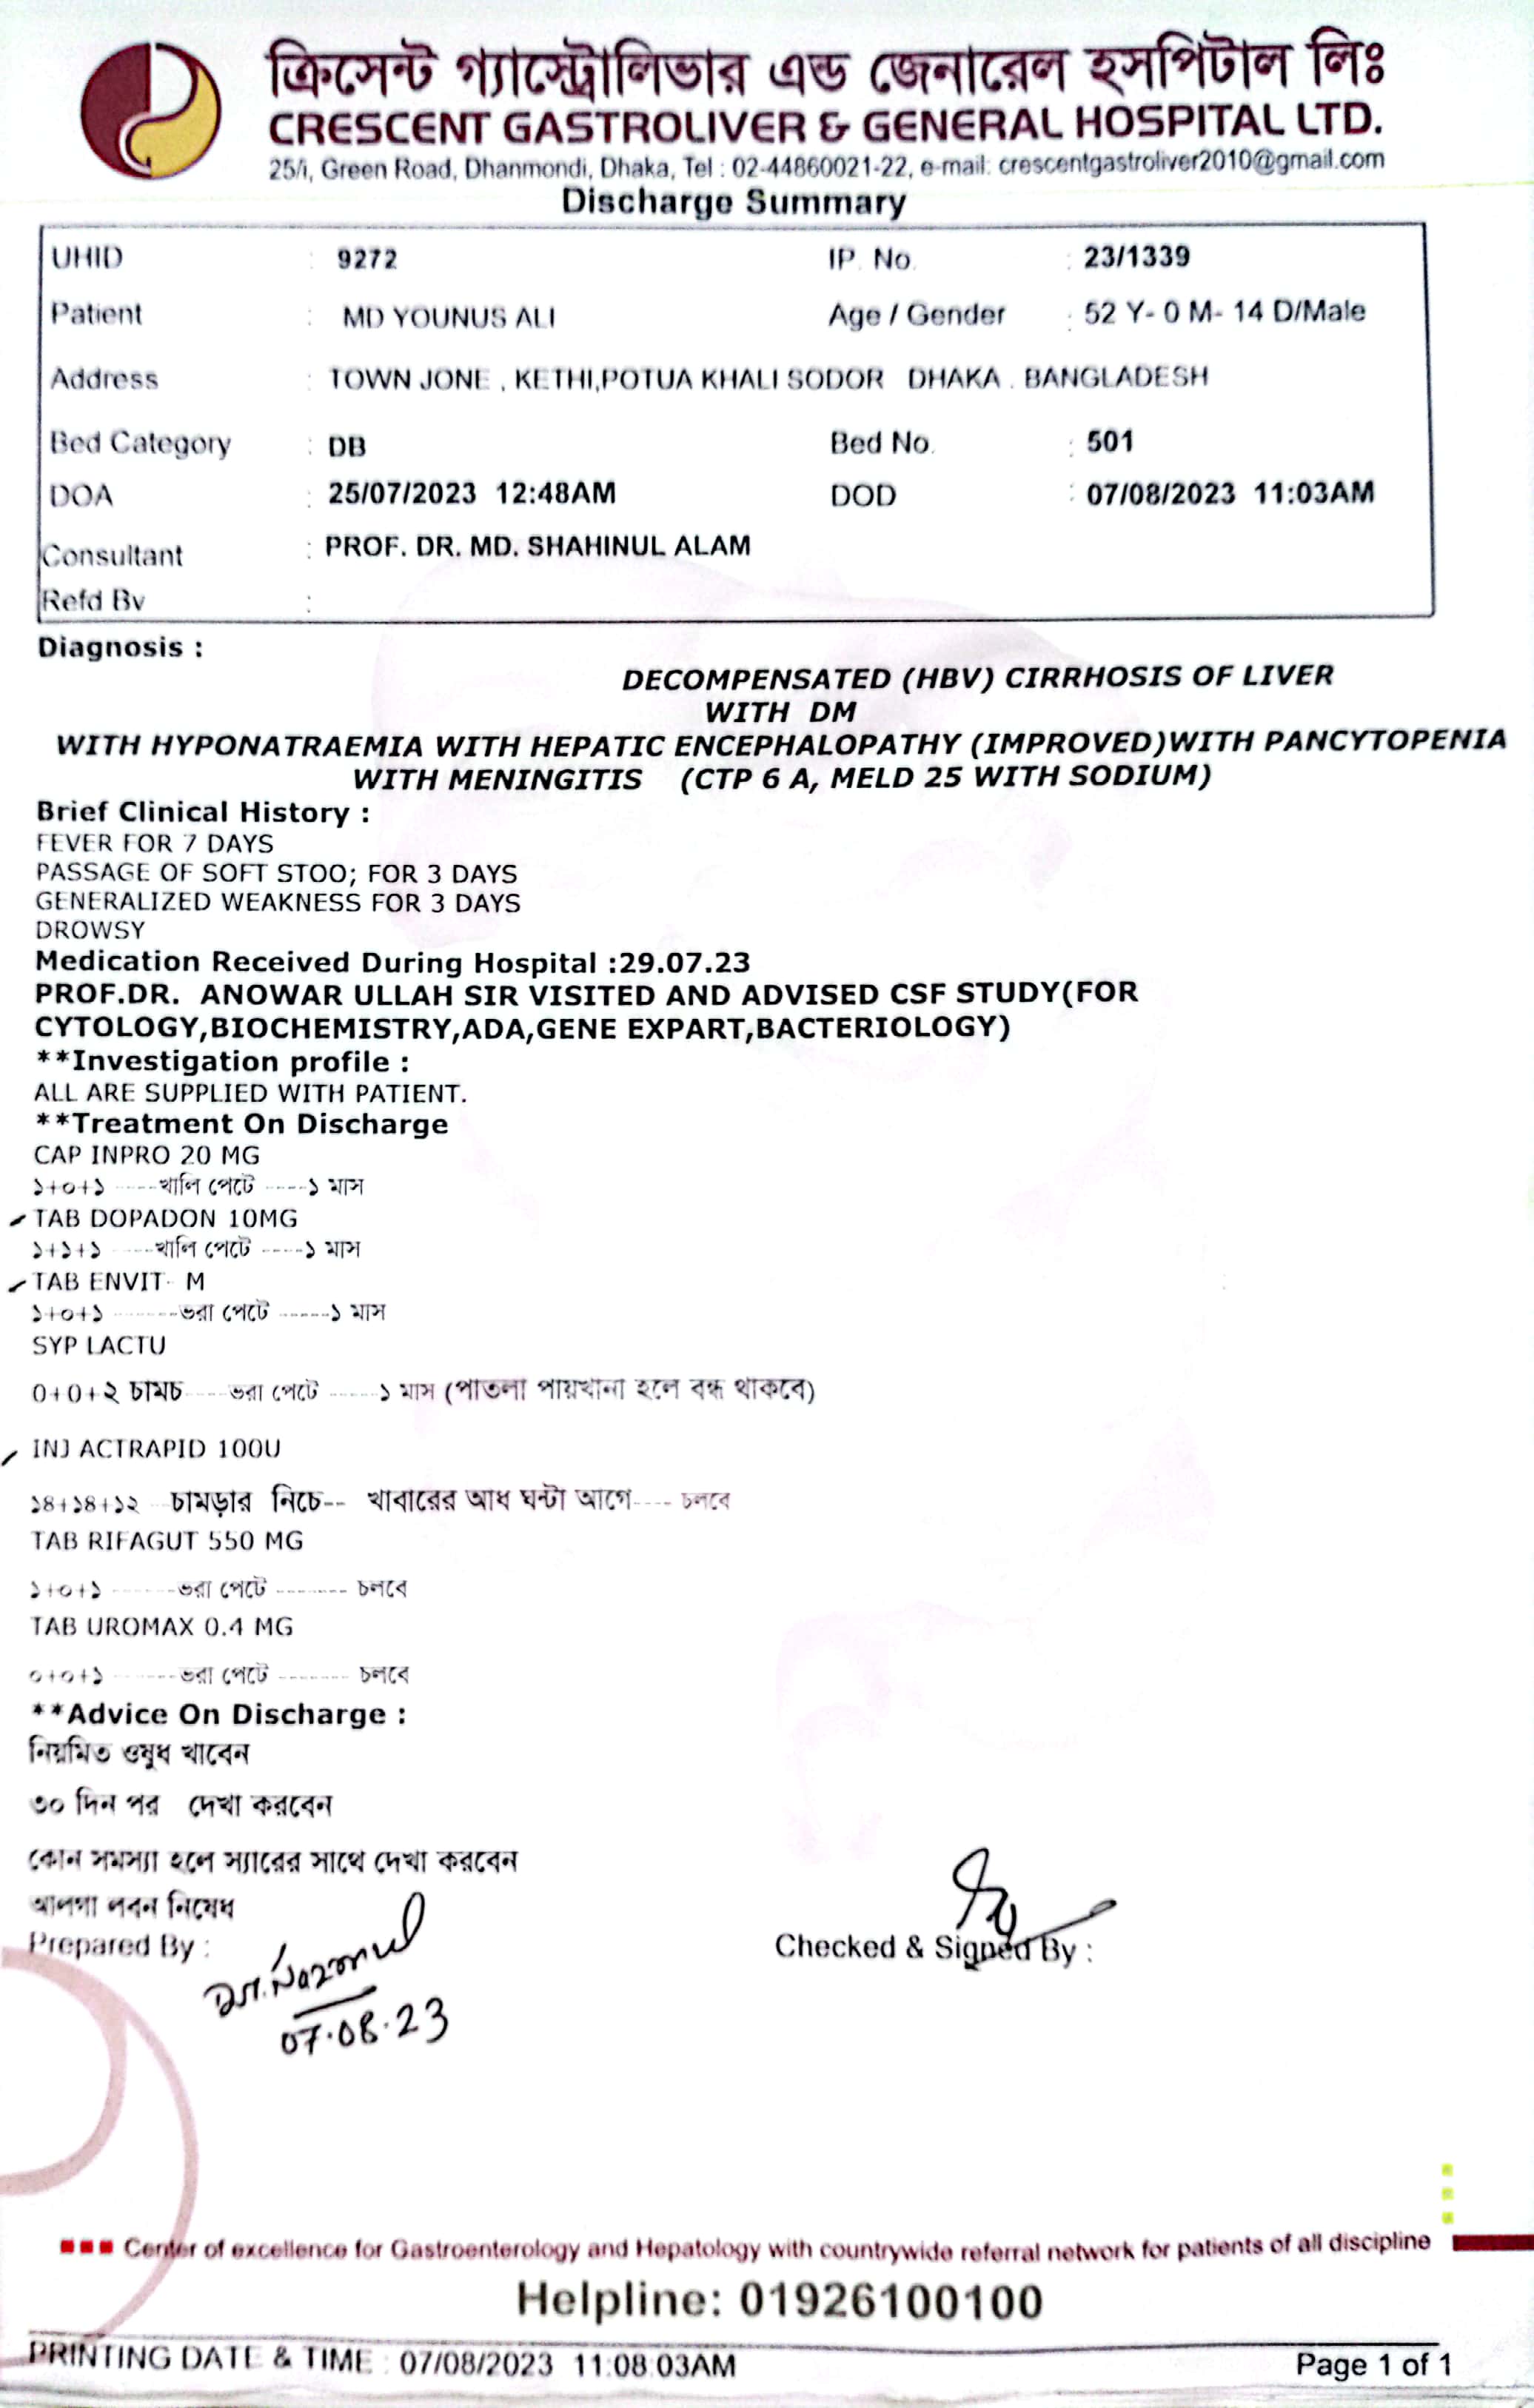 ক্রিসেন্ট গ্যাস্ট্রোলিভার এন্ড জেনারেল হসপিটাল লিঃ
CRESCENT GASTROLIVER & GENERAL HOSPITAL LTD.
25/i, Green Road, Dhanmondi, Dhaka, Tel : 02-44860021-22, e-mail: crescentgastroliver2010@gmail.com
Discharge Summary
UHID : 9272 IP. No. : 23/1339
Patient : MD YOUNUS ALI Age / Gender : 52 Y- 0 M- 14 D/Male
Address : TOWN JONE , KETHI,POTUA KHALI SODOR DHAKA . BANGLADESH
Bed Category : DB Bed No. : 501
DOA : 25/07/2023 12:48AM DOD : 07/08/2023 11:03AM
Consultant : PROF. DR. MD. SHAHINUL ALAM
Refd By :
Diagnosis :
DECOMPENSATED (HBV) CIRRHOSIS OF LIVER
WITH DM
WITH HYPONATRAEMIA WITH HEPATIC ENCEPHALOPATHY (IMPROVED)WITH PANCYTOPENIA
WITH MENINGITIS (CTP 6 A, MELD 25 WITH SODIUM)
Brief Clinical History :
FEVER FOR 7 DAYS
PASSAGE OF SOFT STOO; FOR 3 DAYS
GENERALIZED WEAKNESS FOR 3 DAYS
DROWSY
Medication Received During Hospital :29.07.23
PROF.DR. ANOWAR ULLAH SIR VISITED AND ADVISED CSF STUDY(FOR
CYTOLOGY,BIOCHEMISTRY,ADA,GENE EXPART,BACTERIOLOGY)
**Investigation profile :
ALL ARE SUPPLIED WITH PATIENT.
**Treatment On Discharge
CAP INPRO 20 MG
১+০+১ -----খালি পেটে -----১ মাস
TAB DOPADON 10MG
১+১+১ -----খালি পেটে -----১ মাস
TAB ENVIT- M
১+০+১ -------ভরা পেটে ------১ মাস
SYP LACTU
0+0+২ চামচ-----ভরা পেটে ------১ মাস (পাতলা পায়খানা হলে বন্ধ থাকবে)
INJ ACTRAPID 100U
১৪+১৪+১২ চামড়ার নিচে-- খাবারের আধ ঘন্টা আগে---- চলবে
TAB RIFAGUT 550 MG
১+০+১ -------ভরা পেটে -------- চলবে
TAB UROMAX 0.4 MG
০+০+১ -------ভরা পেটে -------- চলবে
**Advice On Discharge :
নিয়মিত ওষুধ খাবেন
৩০ দিন পর দেখা করবেন
কোন সমস্যা হলে স্যারের সাথে দেখা করবেন
আলগা লবন নিষেধ
Prepared By : Checked & Signed By :
Dr. Nazmul
07.08.23
Center of excellence for Gastroenterology and Hepatology with countrywide referral network for patients of all discipline
Helpline: 01926100100
PRINTING DATE & TIME : 07/08/2023 11:08:03AM Page 1 of 1